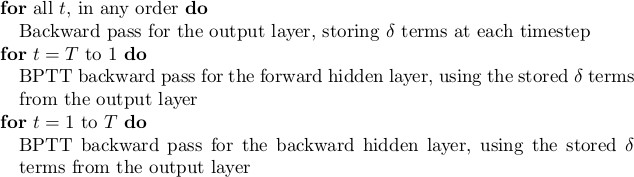 for all t, in any order do
Backward pass for the output layer, storing δ terms at each timestep
for t = T to 1 do
BPTT backward pass for the forward hidden layer, using the stored δ terms
from the output layer
for t = 1 to T do
BPTT backward pass for the backward hidden layer, using the stored δ
terms from the output layer